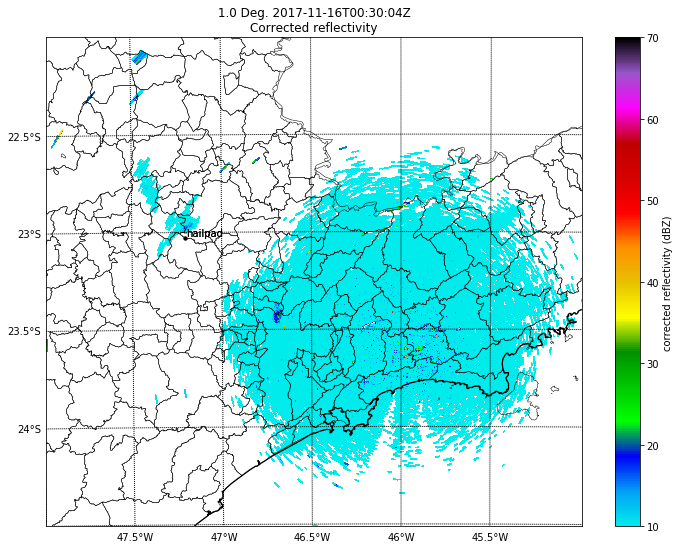 1.0 Deg. 2017-11-16T00:30:04Z
Corrected reflectivity
22.5°S
23°S
23.5°S
24°S
hailpad
47.5°W
47°W
46.5°W
46°W
45.5°W
70
60
50
40
30
20
10
corrected reflectivity (dBZ)